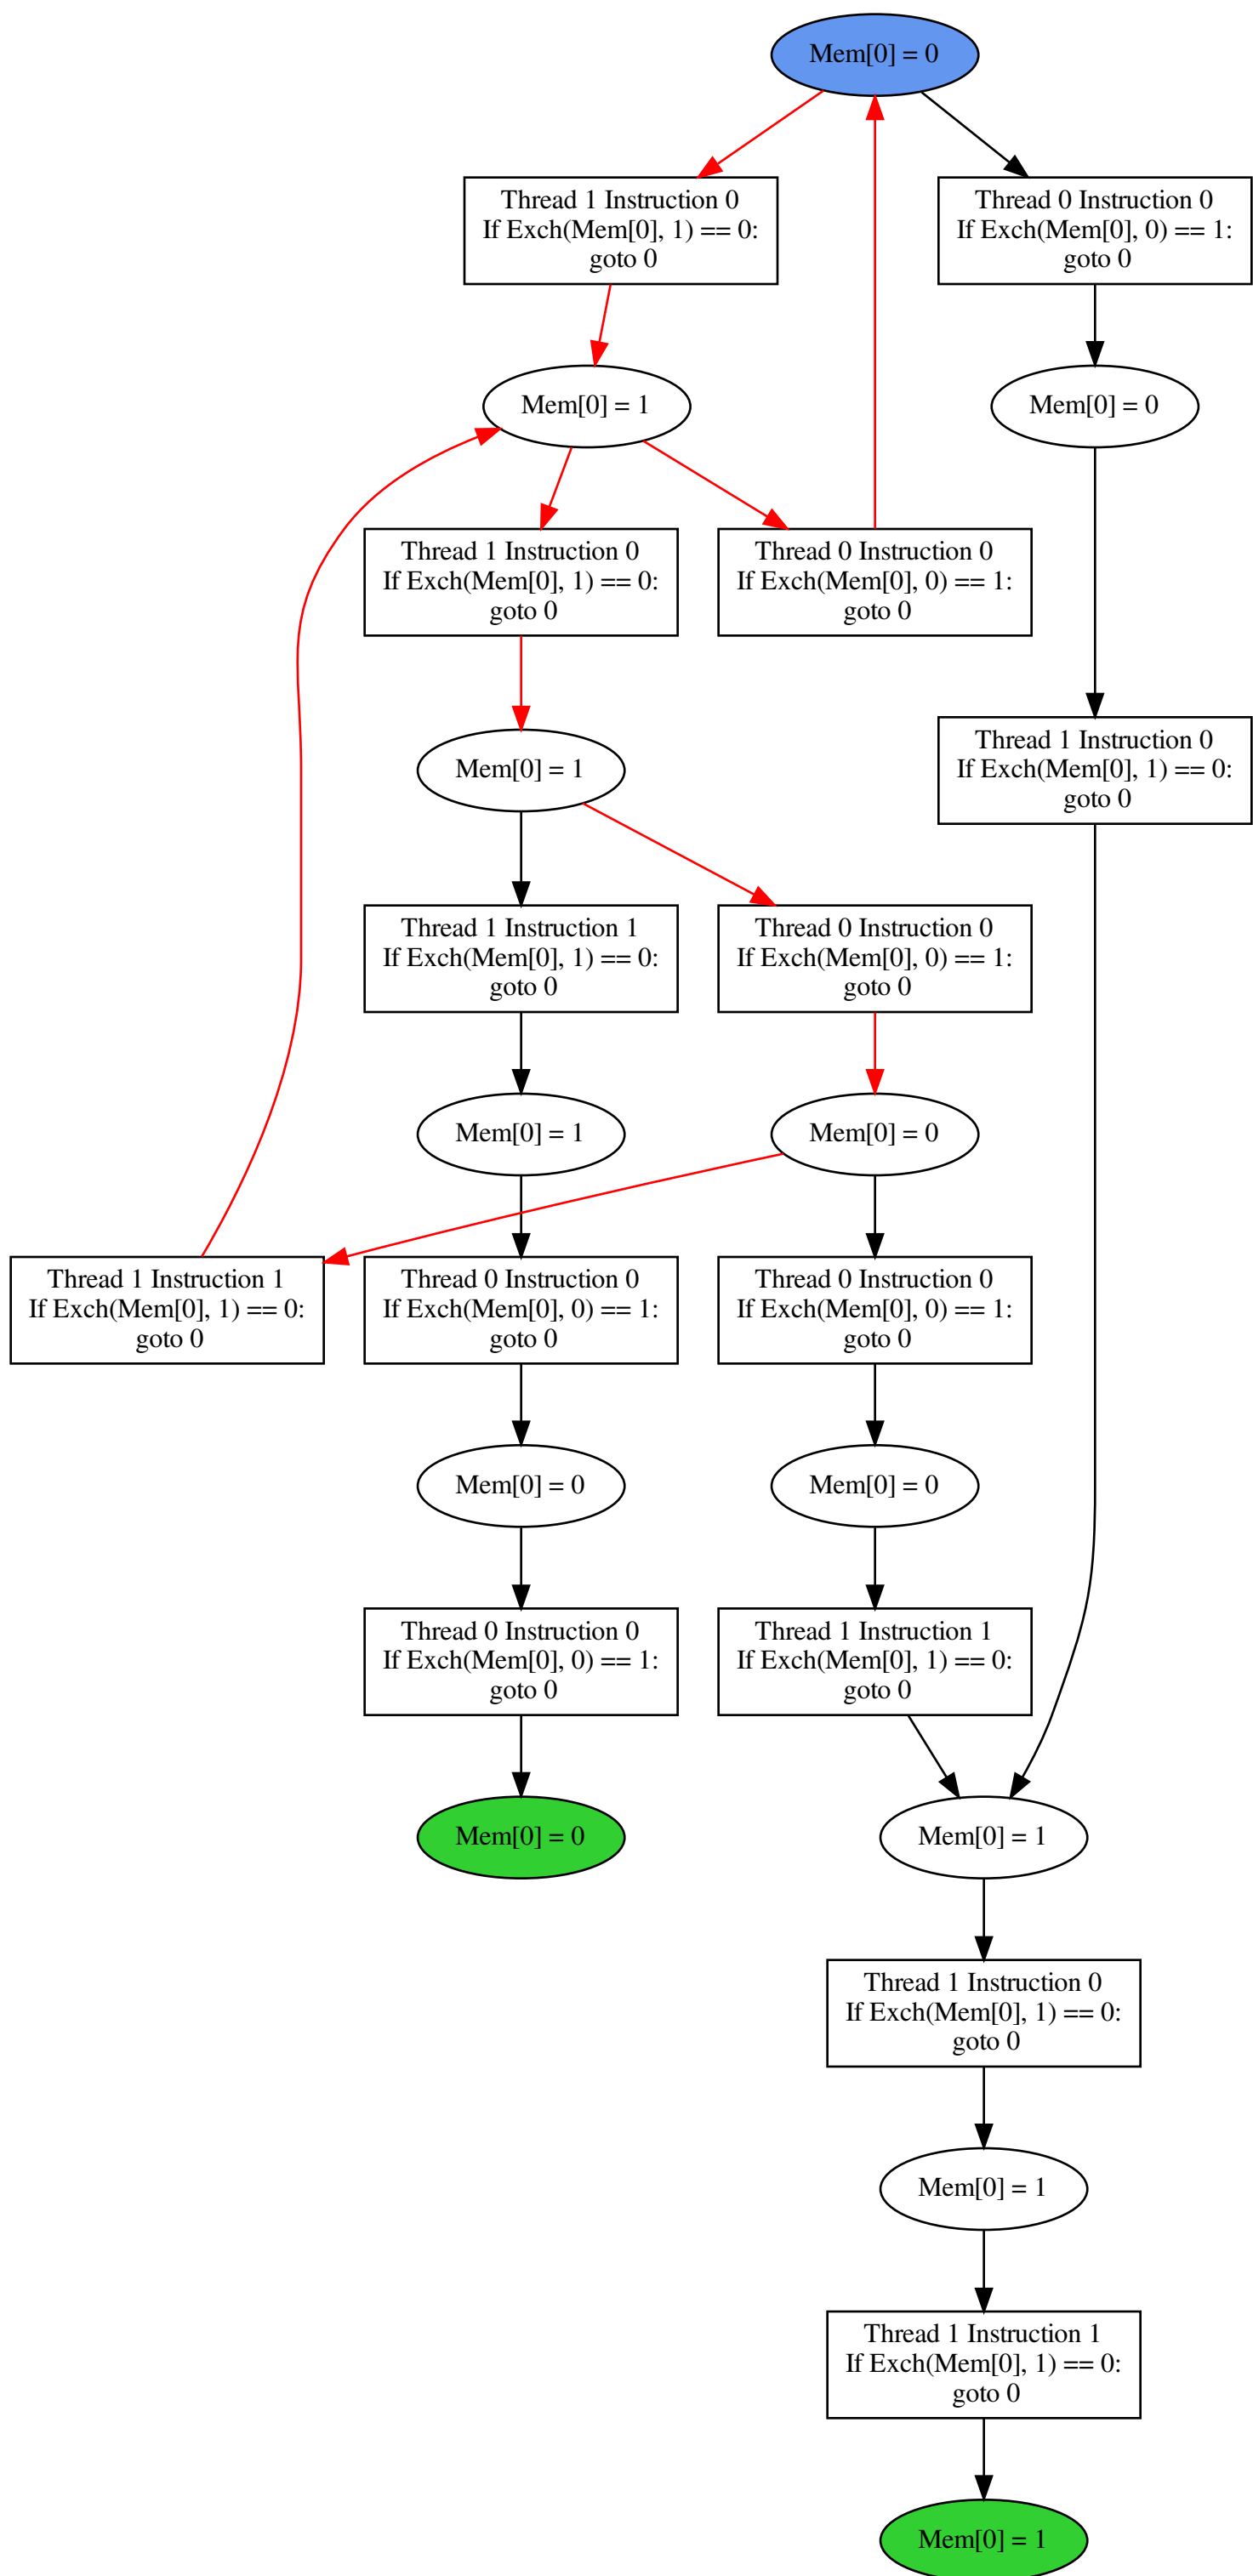 Mem[0] = 0
Thread 1 Instruction 0
If Exch(Mem[0], 1) == 0:
goto 0
Thread 0 Instruction 0
If Exch(Mem[0], 0) == 1:
goto 0
Mem[0] = 1
Mem[0] = 0
Thread 1 Instruction 0
If Exch(Mem[0], 1) == 0:
goto 0
Thread 0 Instruction 0
If Exch(Mem[0], 0) == 1:
goto 0
Thread 1 Instruction 0
If Exch(Mem[0], 1) == 0:
goto 0
Mem[0] = 1
Thread 1 Instruction 1
If Exch(Mem[0], 1) == 0:
goto 0
Thread 0 Instruction 0
If Exch(Mem[0], 0) == 1:
goto 0
Mem[0] = 1
Mem[0] = 0
Thread 1 Instruction 1
If Exch(Mem[0], 1) == 0:
goto 0
Thread 0 Instruction 0
If Exch(Mem[0], 0) == 1:
goto 0
Thread 0 Instruction 0
If Exch(Mem[0], 0) == 1:
goto 0
Mem[0] = 0
Mem[0] = 0
Thread 0 Instruction 0
If Exch(Mem[0], 0) == 1:
goto 0
Thread 1 Instruction 1
If Exch(Mem[0], 1) == 0:
goto 0
Mem[0] = 0
Mem[0] = 1
Thread 1 Instruction 0
If Exch(Mem[0], 1) == 0:
goto 0
Mem[0] = 1
Thread 1 Instruction 1
If Exch(Mem[0], 1) == 0:
goto 0
Mem[0] = 1